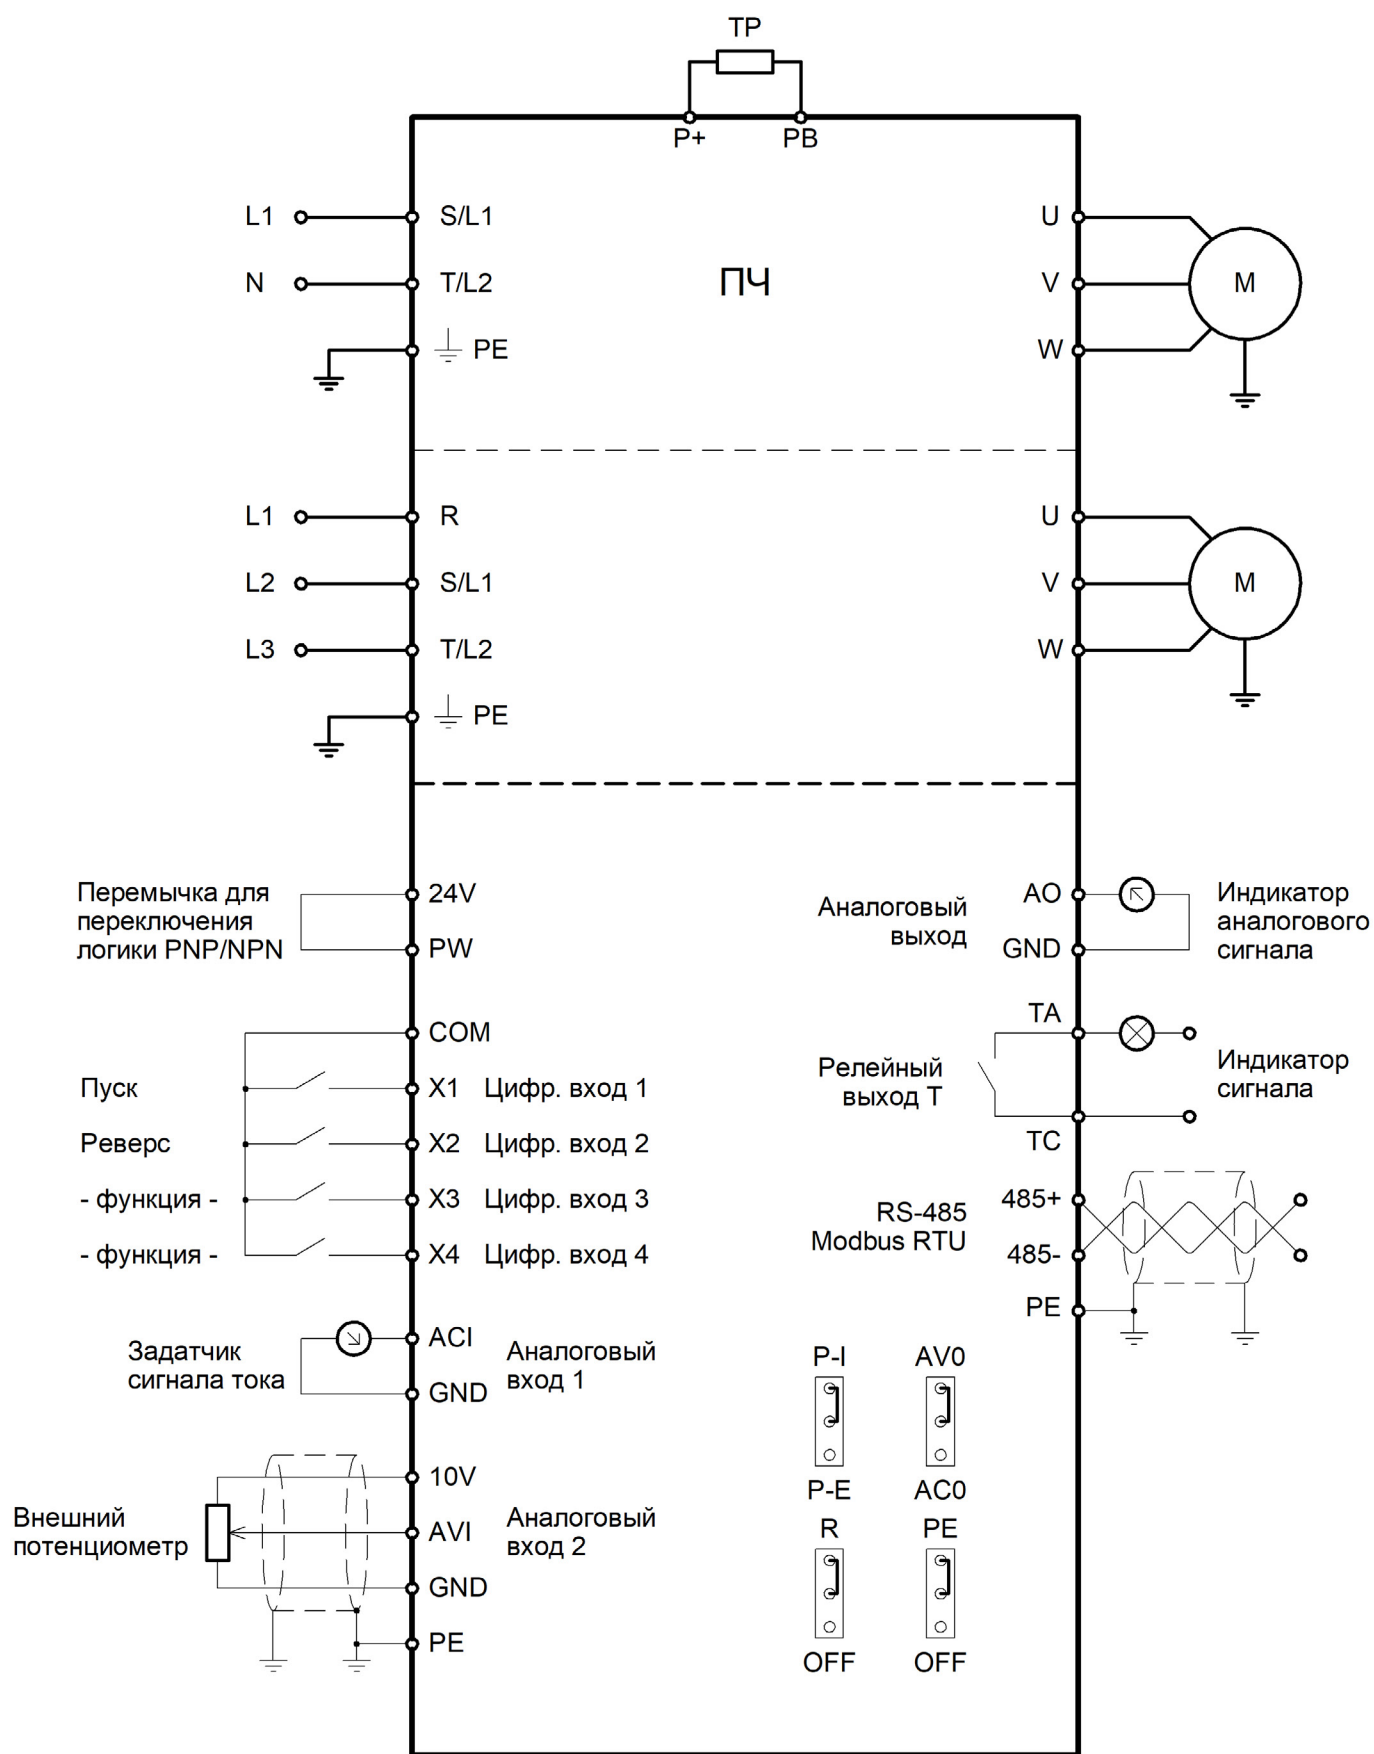 TP
P+ PB
L1 S/L1 U
N T/L2 ПЧ V M
PE W
L1 R U
L2 S/L1 V M
L3 T/L2 W
PE
Перемычка для
переключения
логики PNP/NPN
24V
PW
Аналоговый
выход
AO
GND
Индикатор
аналогового
сигнала
COM
Пуск X1 Цифр. вход 1
Реверс X2 Цифр. вход 2
- функция - X3 Цифр. вход 3
- функция - X4 Цифр. вход 4
TA
Релейный
выход Т
TC
Индикатор
сигнала
RS-485
Modbus RTU
485+
485-
PE
Задатчик
сигнала тока
ACI
GND
Аналоговый
вход 1
P-I AV0
P-E AC0
R PE
OFF OFF
Внешний
потенциометр
10V
AVI
GND
PE
Аналоговый
вход 2